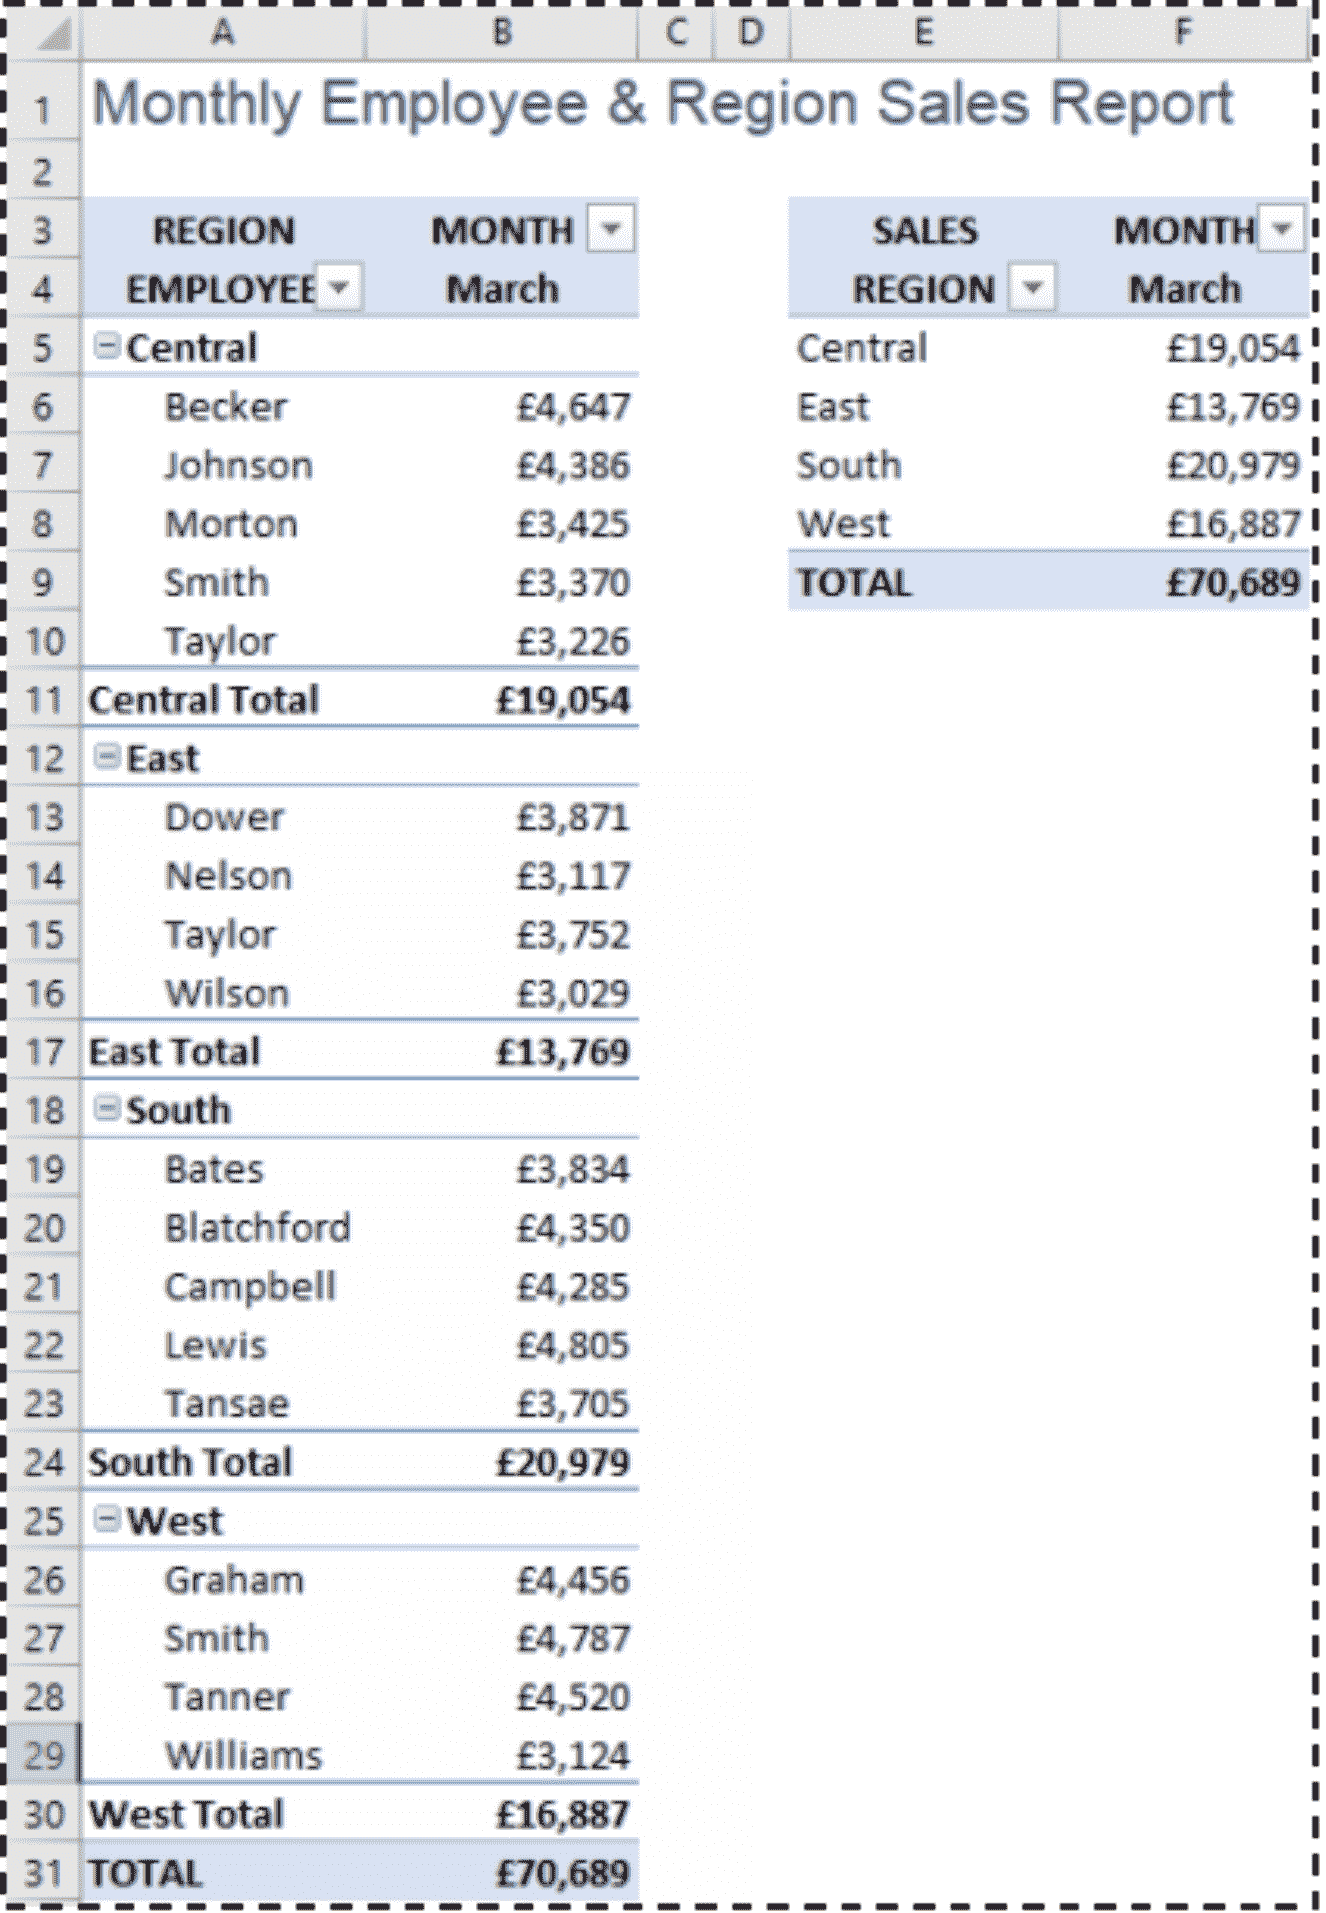 A B C D E F
1 Monthly Employee & Region Sales Report
2
3 REGION MONTH SALES MONTH
4 EMPLOYEE March REGION March
5 Central Central £19,054
6 Becker £4,647 East £13,769
7 Johnson £4,386 South £20,979
8 Morton £3,425 West £16,887
9 Smith £3,370 TOTAL £70,689
10 Taylor £3,226
11 Central Total £19,054
12 East
13 Dower £3,871
14 Nelson £3,117
15 Taylor £3,752
16 Wilson £3,029
17 East Total £13,769
18 South
19 Bates £3,834
20 Blatchford £4,350
21 Campbell £4,285
22 Lewis £4,805
23 Tansae £3,705
24 South Total £20,979
25 West
26 Graham £4,456
27 Smith £4,787
28 Tanner £4,520
29 Williams £3,124
30 West Total £16,887
31 TOTAL £70,689